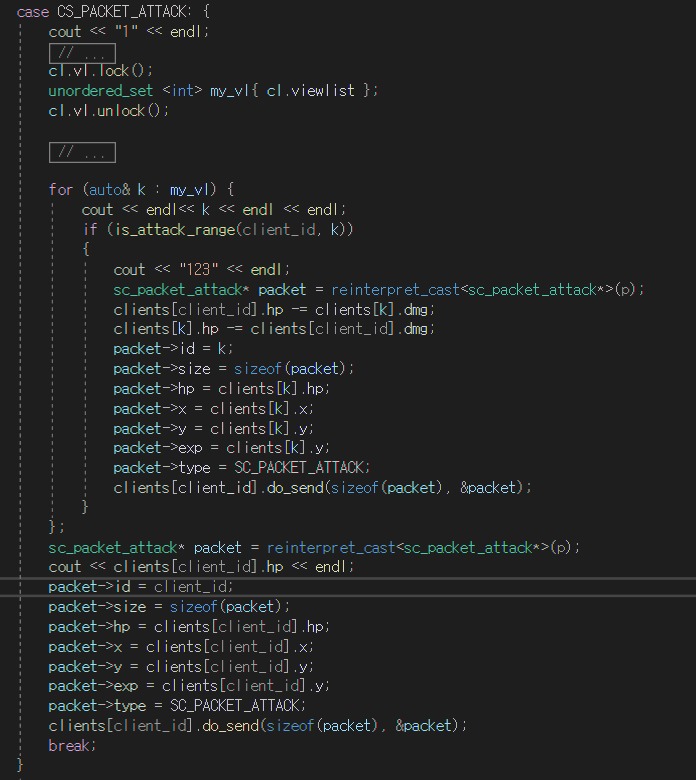 case CS_PACKET_ATTACK: {
cout << "1" << endl;
// ...
cl.vl.lock();
unordered_set <int> my_vl{ cl.viewlist };
cl.vl.unlock();
// ...
for (auto& k : my_vl) {
cout << endl<< k << endl << endl;
if (is_attack_range(client_id, k))
{
cout << "123" << endl;
sc_packet_attack* packet = reinterpret_cast<sc_packet_attack*>(p);
clients[client_id].hp -= clients[k].dmg;
clients[k].hp -= clients[client_id].dmg;
packet->id = k;
packet->size = sizeof(packet);
packet->hp = clients[k].hp;
packet->x = clients[k].x;
packet->y = clients[k].y;
packet->exp = clients[k].y;
packet->type = SC_PACKET_ATTACK;
clients[client_id].do_send(sizeof(packet), &packet);
}
};
sc_packet_attack* packet = reinterpret_cast<sc_packet_attack*>(p);
cout << clients[client_id].hp << endl;
packet->id = client_id;
packet->size = sizeof(packet);
packet->hp = clients[client_id].hp;
packet->x = clients[client_id].x;
packet->y = clients[client_id].y;
packet->exp = clients[client_id].y;
packet->type = SC_PACKET_ATTACK;
clients[client_id].do_send(sizeof(packet), &packet);
break;
}